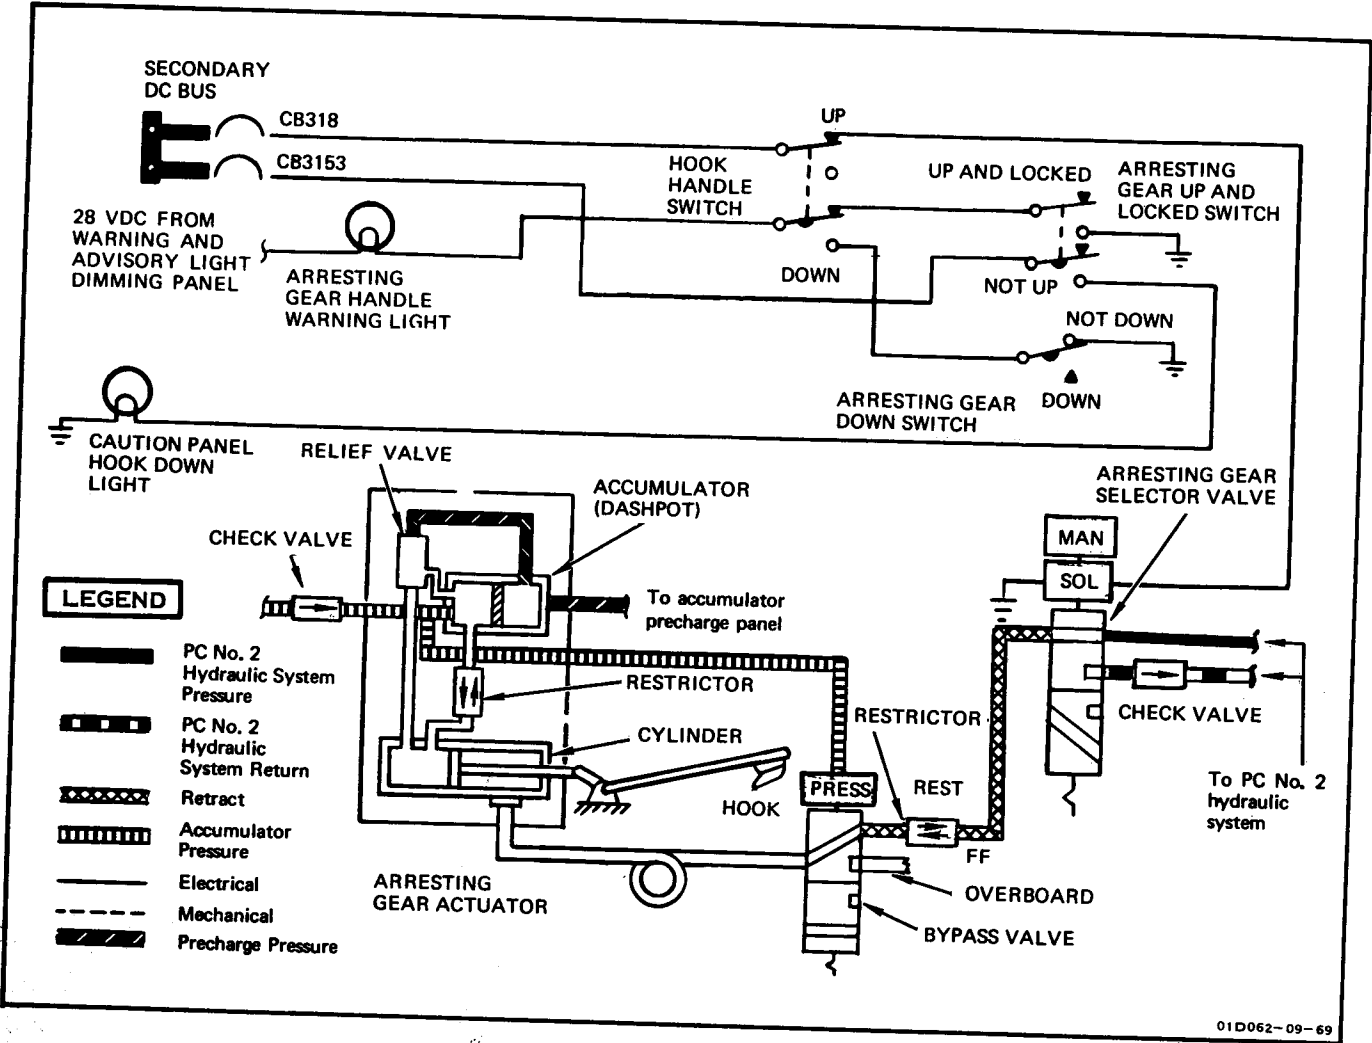 SECONDARY
DC BUS
CB318
CB3153
UP
HOOK
HANDLE
SWITCH
UP AND LOCKED
ARRESTING
GEAR UP AND
LOCKED SWITCH
28 VDC FROM
WARNING AND
ADVISORY LIGHT
DIMMING PANEL
ARRESTING
GEAR HANDLE
WARNING LIGHT
DOWN
NOT UP
NOT DOWN
ARRESTING GEAR
DOWN SWITCH
DOWN
CAUTION PANEL
HOOK DOWN
LIGHT
RELIEF VALVE
ACCUMULATOR
(DASHPOT)
ARRESTING GEAR
SELECTOR VALVE
CHECK VALVE
MAN
SOL
LEGEND
To accumulator
precharge panel
PC No. 2
Hydraulic System
Pressure
RESTRICTOR
RESTRICTOR
CHECK VALVE
PC No. 2
Hydraulic
System Return
CYLINDER
HOOK
PRESS
REST
To PC No. 2
hydraulic
system
Retract
Accumulator
Pressure
FF
Electrical
ARRESTING
GEAR ACTUATOR
OVERBOARD
Mechanical
BYPASS VALVE
Precharge Pressure
01D062-09-69